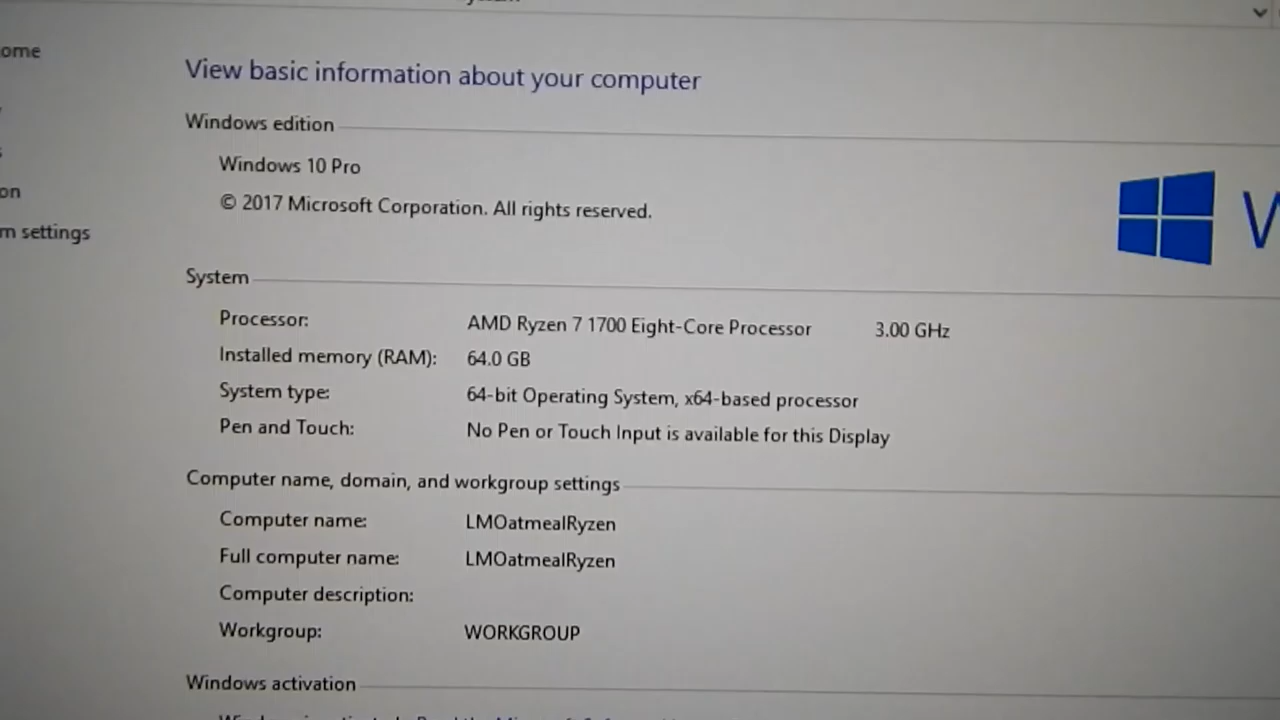 ome
View basic information about your computer
Windows edition
Windows 10 Pro
on
© 2017 Microsoft Corporation. All rights reserved.
m settings
System
Processor: AMD Ryzen 7 1700 Eight-Core Processor 3.00 GHz
Installed memory (RAM): 64.0 GB
System type: 64-bit Operating System, x64-based processor
Pen and Touch: No Pen or Touch Input is available for this Display
Computer name, domain, and workgroup settings
Computer name: LMOatmealRyzen
Full computer name: LMOatmealRyzen
Computer description:
Workgroup: WORKGROUP
Windows activation